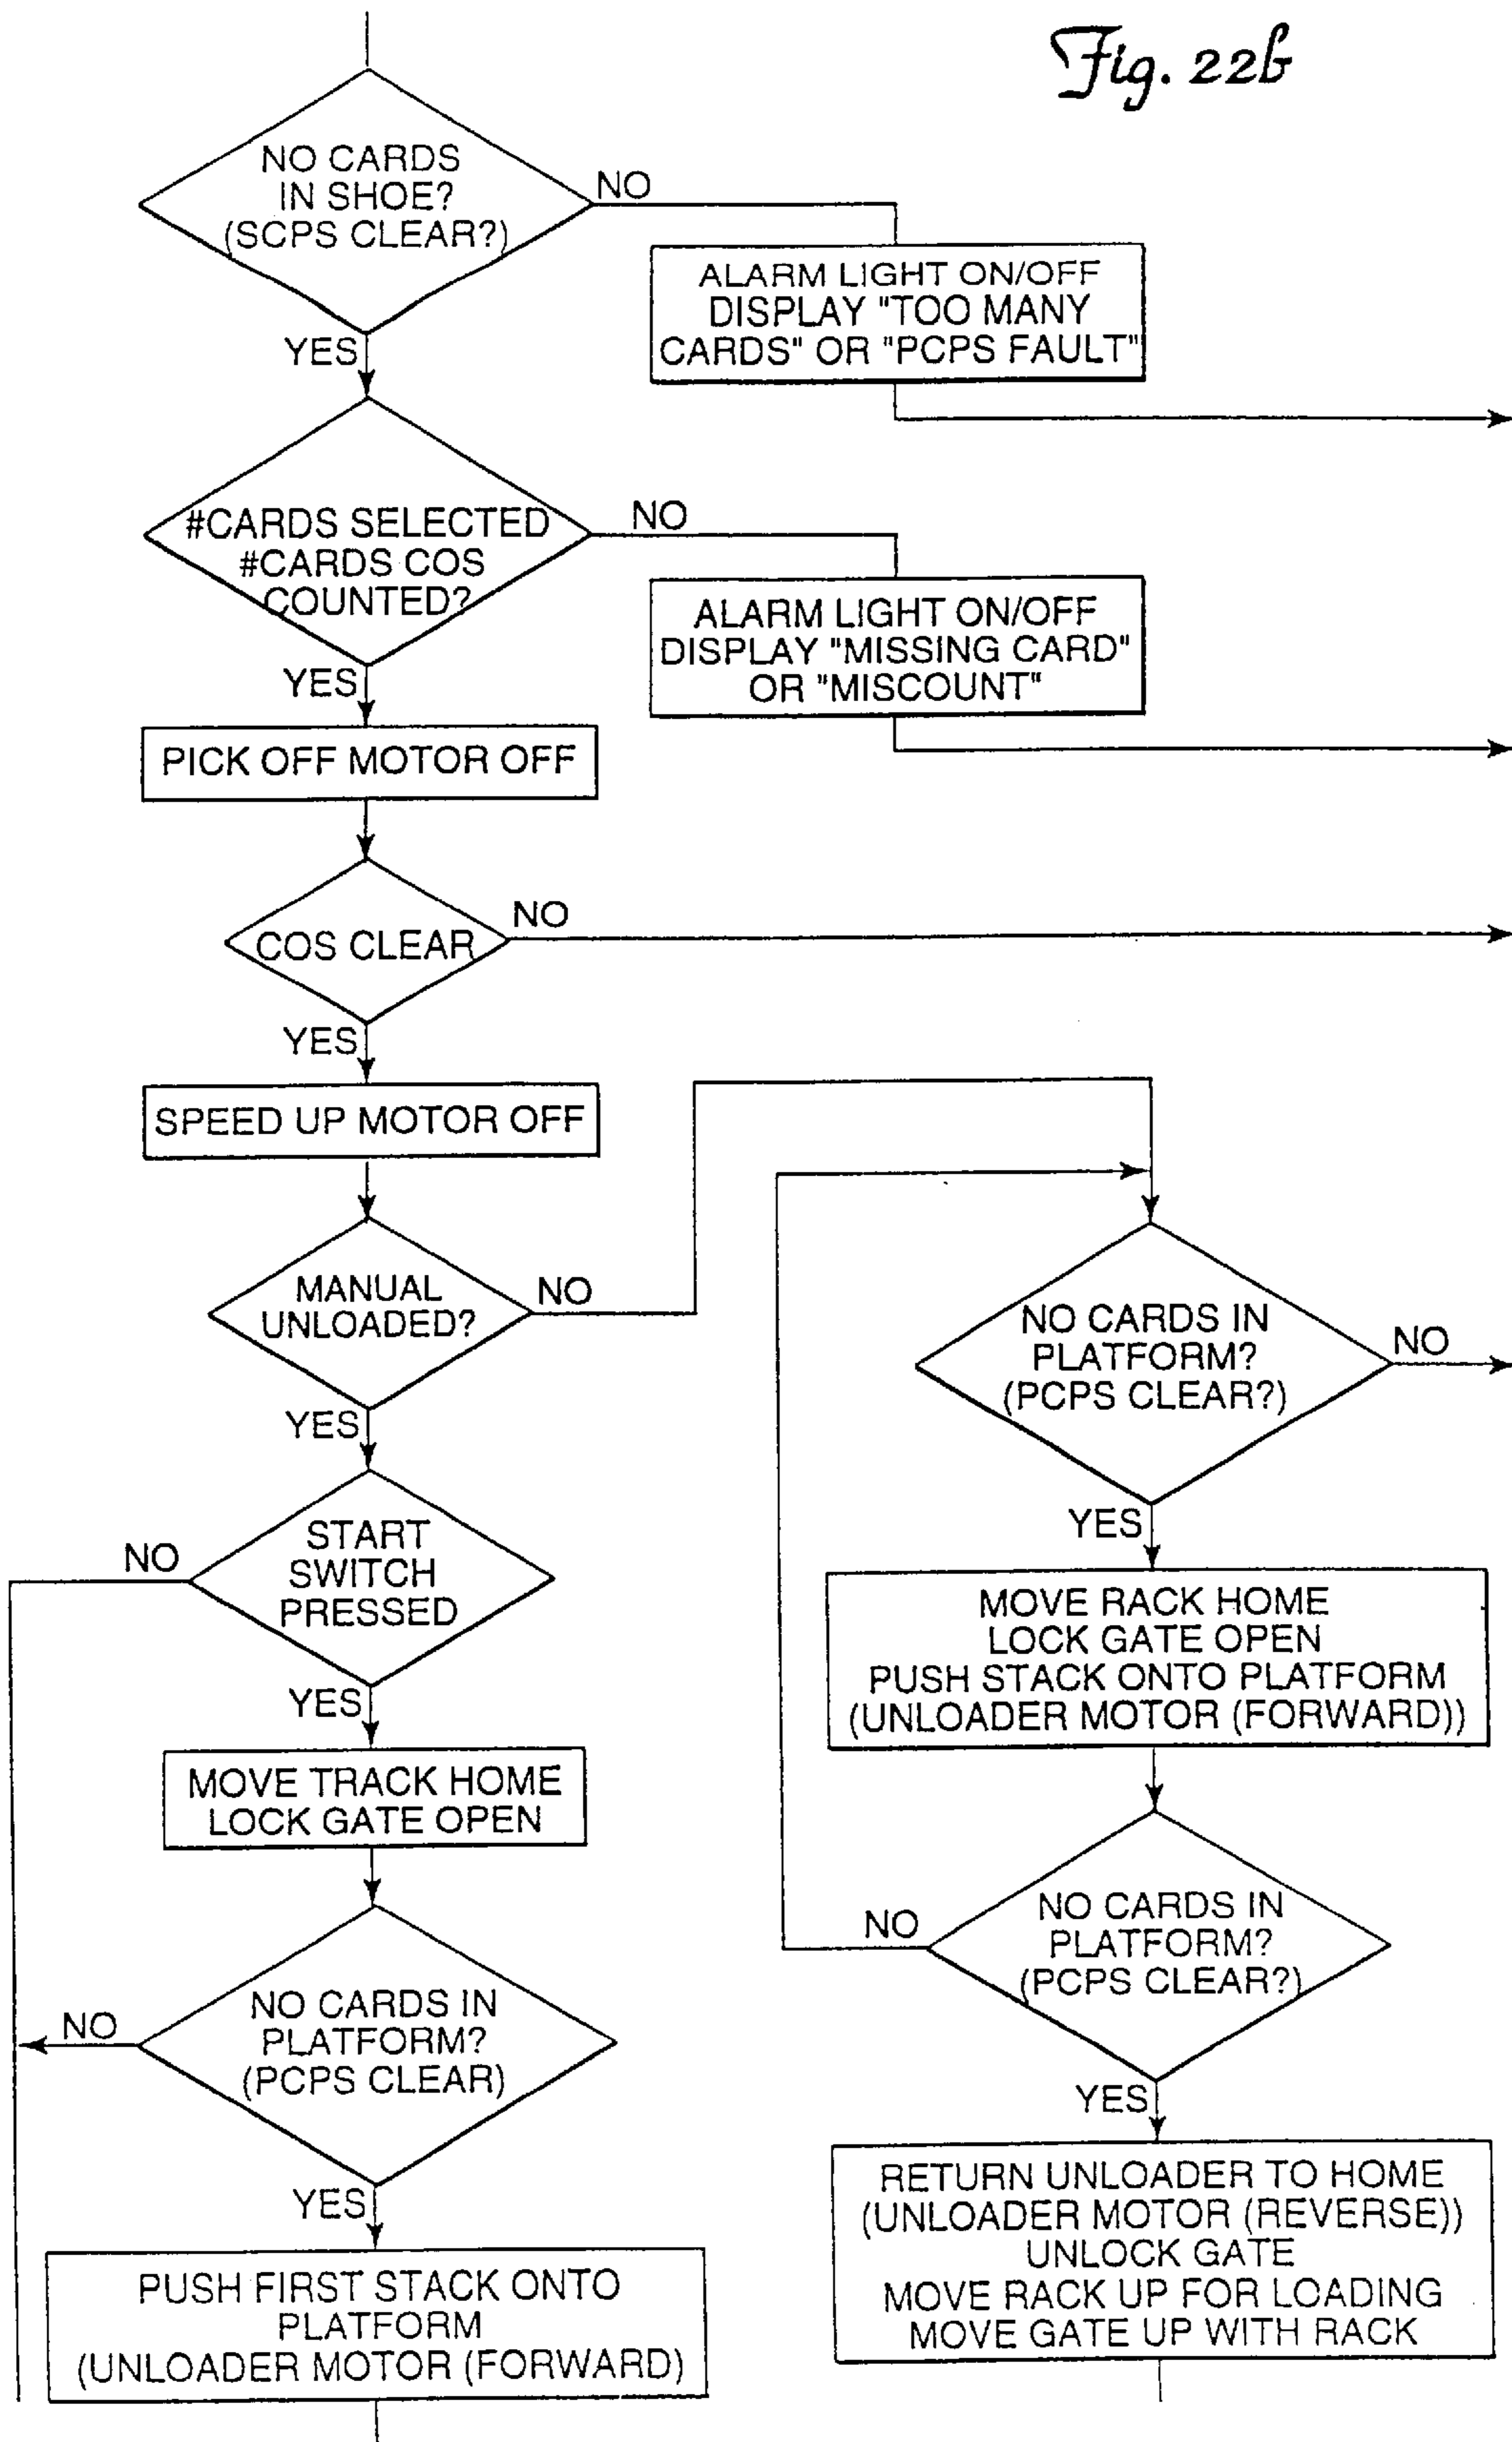 Fig. 22b
NO CARDS
IN SHOE?
(SCPS CLEAR?)
NO
ALARM LIGHT ON/OFF
DISPLAY "TOO MANY
CARDS" OR "PCPS FAULT"
YES
#CARDS SELECTED
#CARDS COS
COUNTED?
NO
ALARM LIGHT ON/OFF
DISPLAY "MISSING CARD"
OR "MISCOUNT"
YES
PICK OFF MOTOR OFF
COS CLEAR
NO
YES
SPEED UP MOTOR OFF
MANUAL
UNLOADED?
NO
YES
START
SWITCH
PRESSED
NO
YES
MOVE TRACK HOME
LOCK GATE OPEN
NO CARDS IN
PLATFORM?
(PCPS CLEAR)
NO
YES
PUSH FIRST STACK ONTO
PLATFORM
(UNLOADER MOTOR (FORWARD)
NO CARDS IN
PLATFORM?
(PCPS CLEAR?)
NO
YES
MOVE RACK HOME
LOCK GATE OPEN
PUSH STACK ONTO PLATFORM
(UNLOADER MOTOR (FORWARD))
NO CARDS IN
PLATFORM?
(PCPS CLEAR?)
NO
YES
RETURN UNLOADER TO HOME
(UNLOADER MOTOR (REVERSE))
UNLOCK GATE
MOVE RACK UP FOR LOADING
MOVE GATE UP WITH RACK